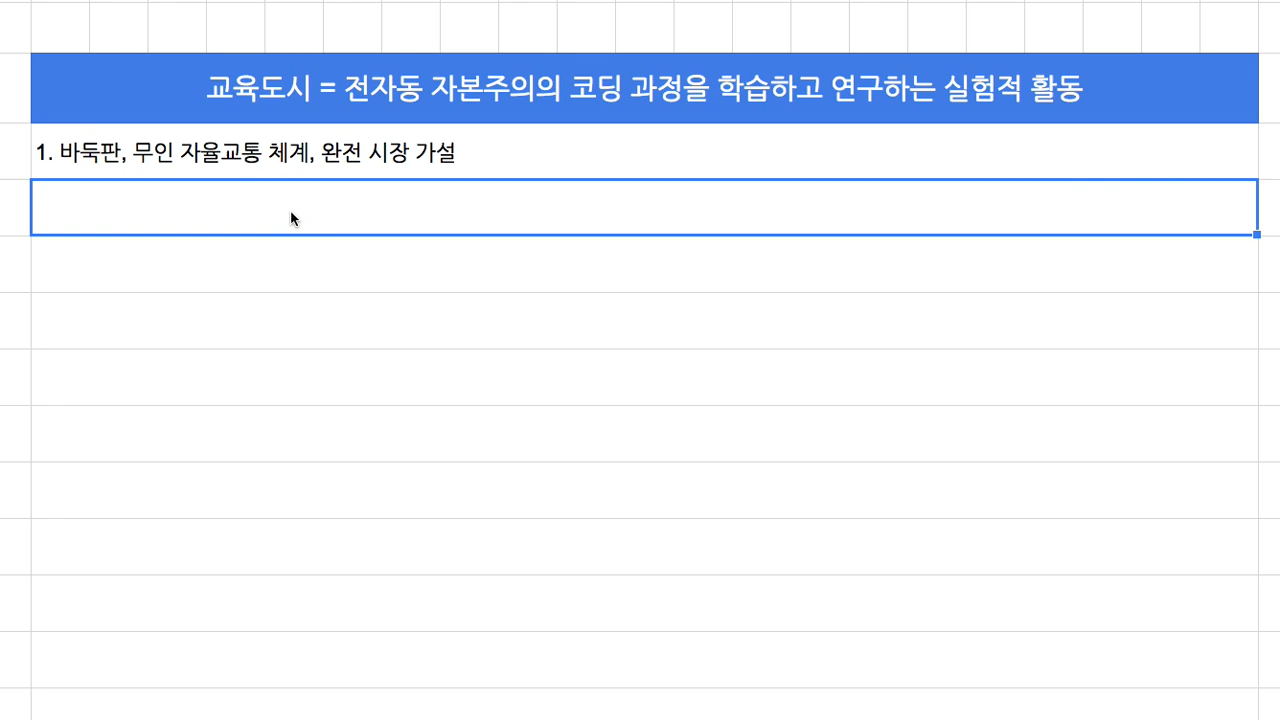 교육도시 = 전자동 자본주의의 코딩 과정을 학습하고 연구하는 실험적 활동
1. 바둑판, 무인 자율교통 체계, 완전 시장 가설